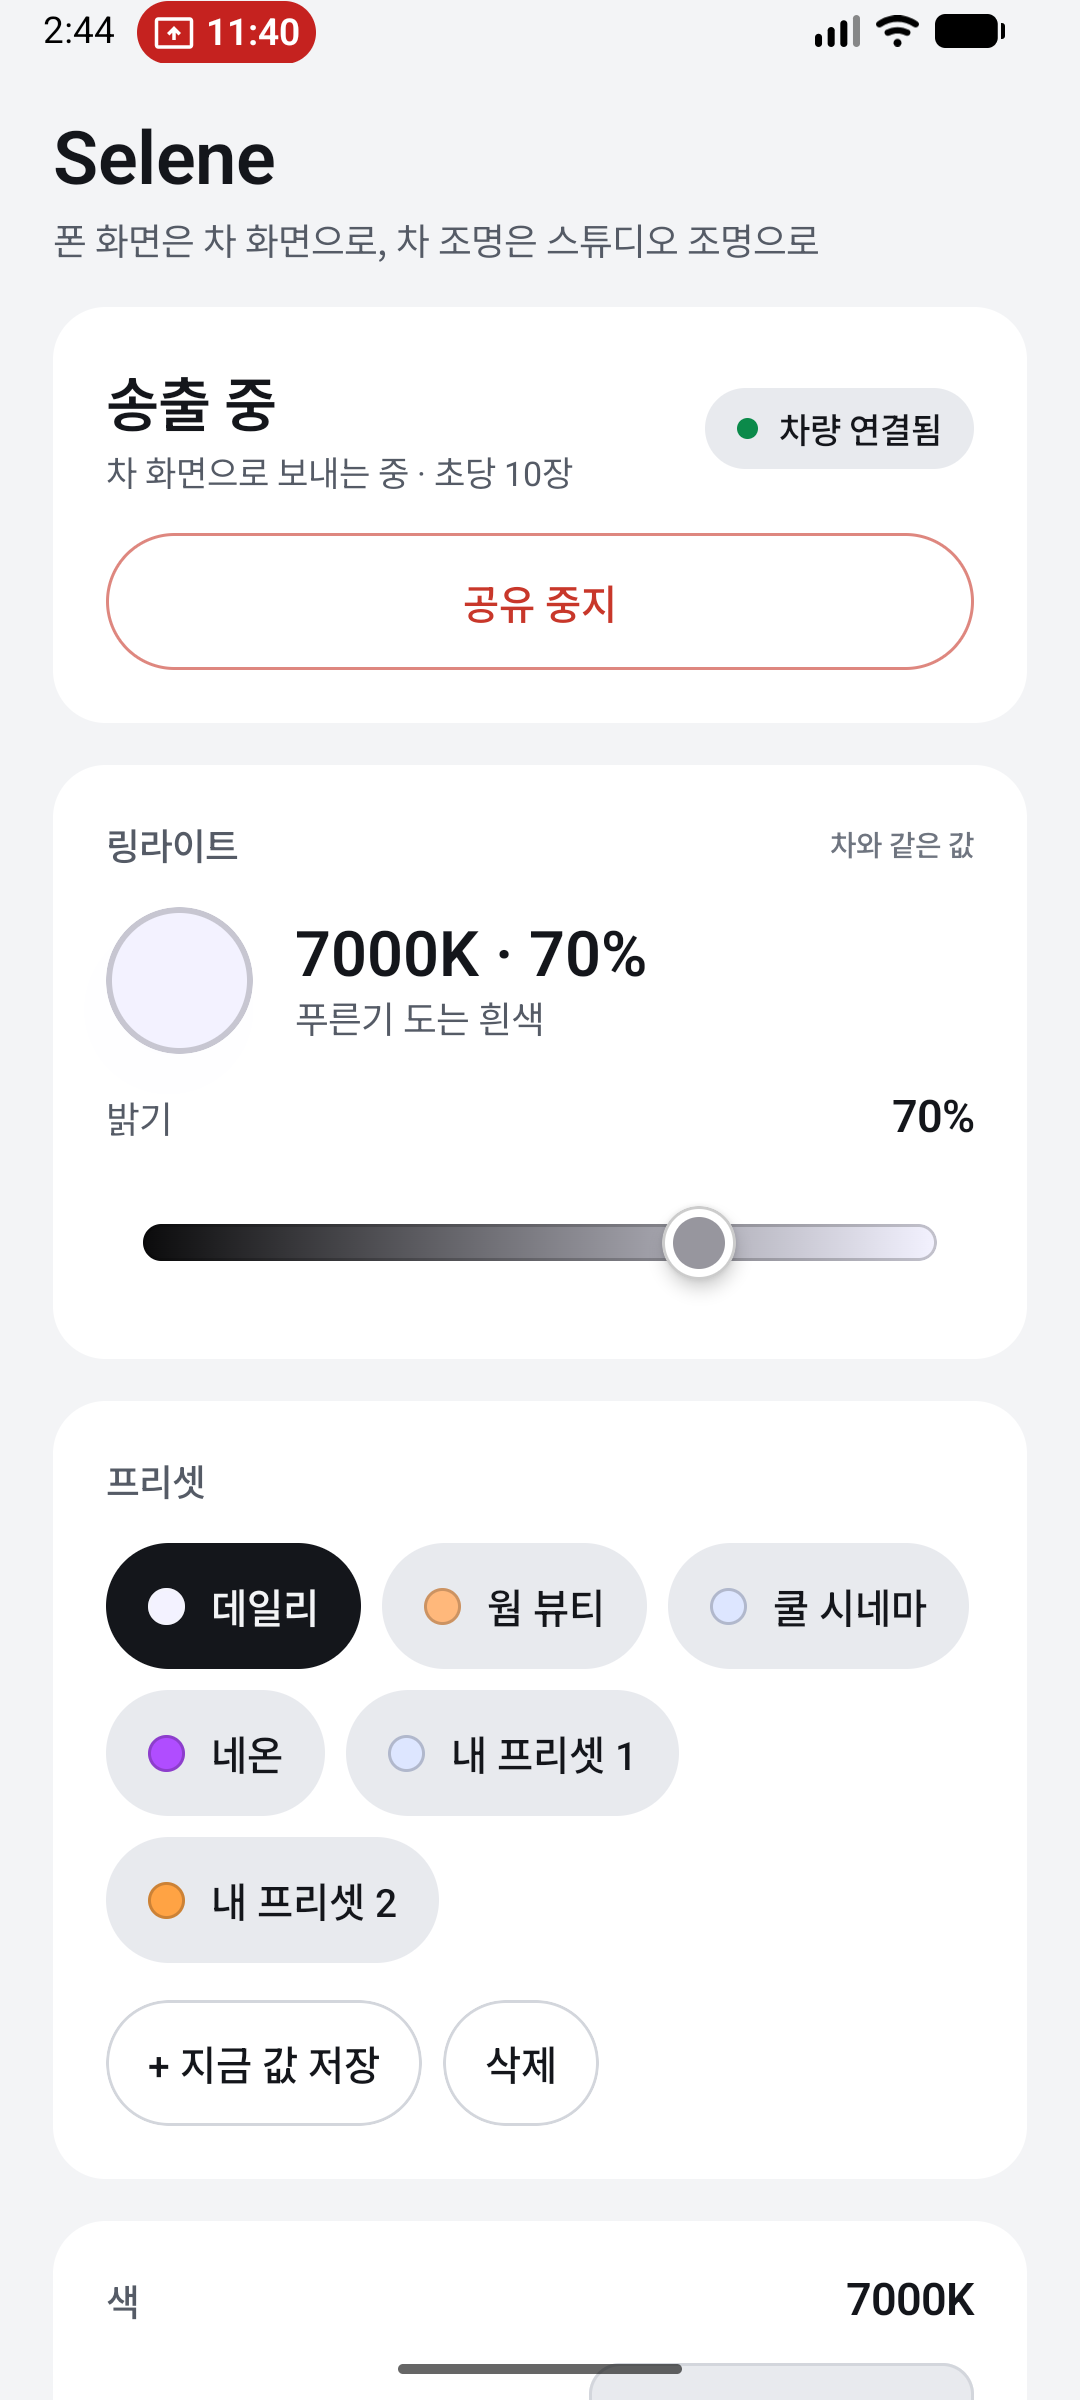 2:44 11:40
Selene
폰 화면은 차 화면으로, 차 조명은 스튜디오 조명으로
송출 중
차량 연결됨
차 화면으로 보내는 중 · 초당 10장
공유 중지
링라이트
차와 같은 값
7000K · 70%
푸른기 도는 흰색
밝기
70%
프리셋
데일리
웜 뷰티
쿨 시네마
네온
내 프리셋 1
내 프리셋 2
+ 지금 값 저장
삭제
색
7000K